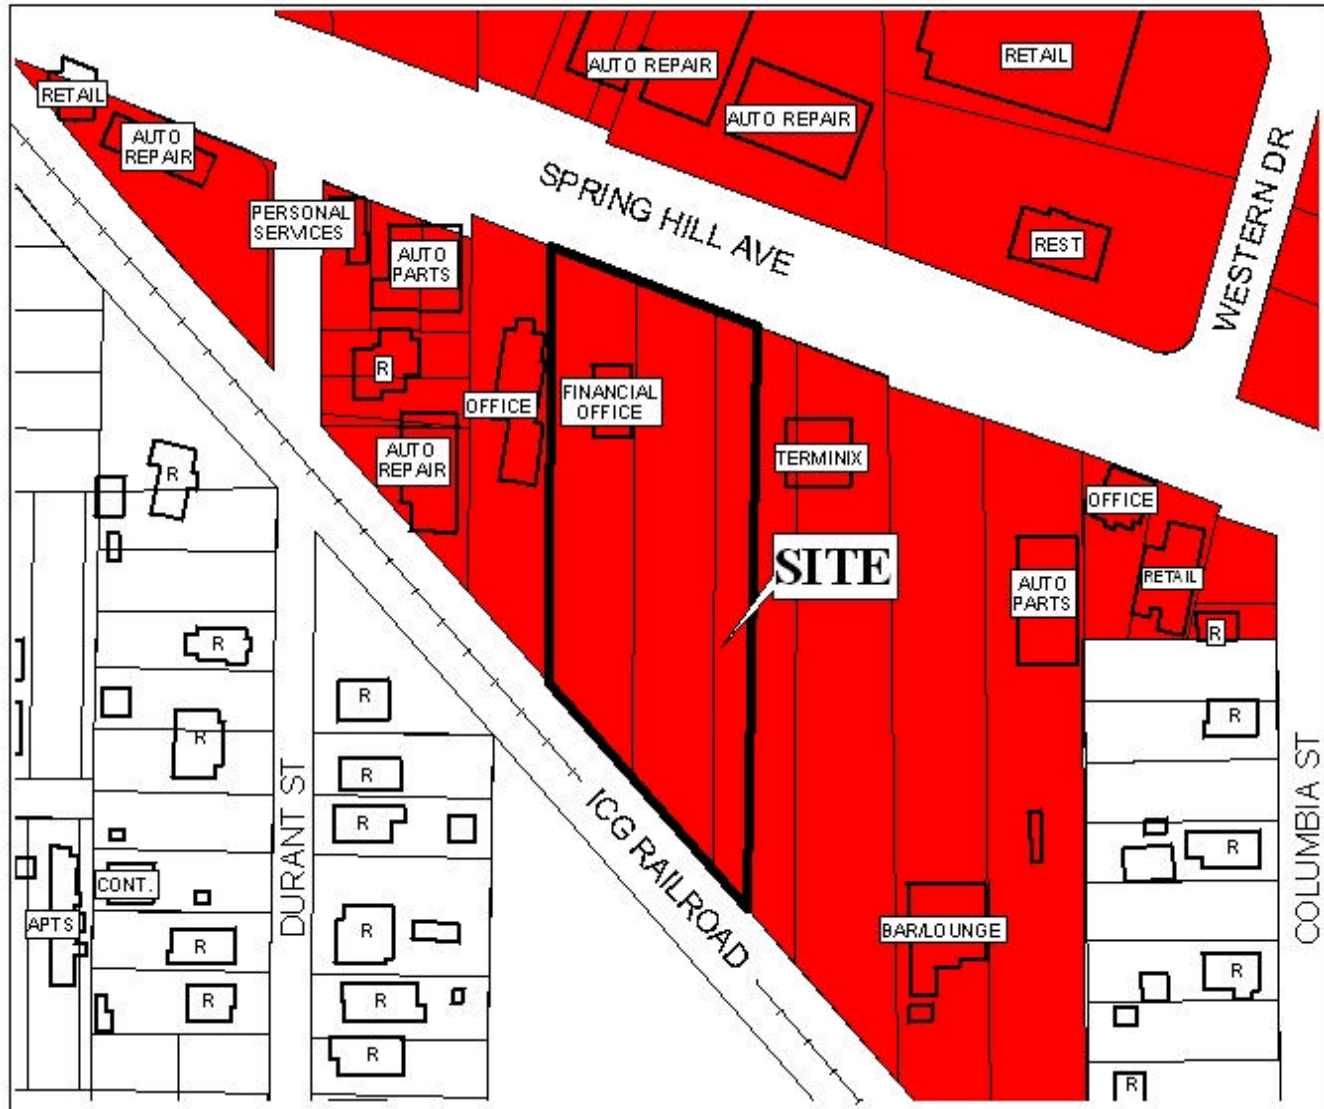 RETAIL
AUTO REPAIR
RETAIL
AUTO REPAIR
AUTO
REPAIR
SPRING HILL AVE
WESTERN DR
PERSONAL
SERVICES
AUTO
PARTS
REST
R
OFFICE
FINANCIAL
OFFICE
AUTO
REPAIR
TERMINIX
R
OFFICE
SITE
AUTO
PARTS
RETAIL
R
R
R
R
R
R
R
R
DURANT ST
ICG RAILROAD
COLUMBIA ST
CONT.
APTS
BAR/LOUNGE
R
R
R
R
R
R
R